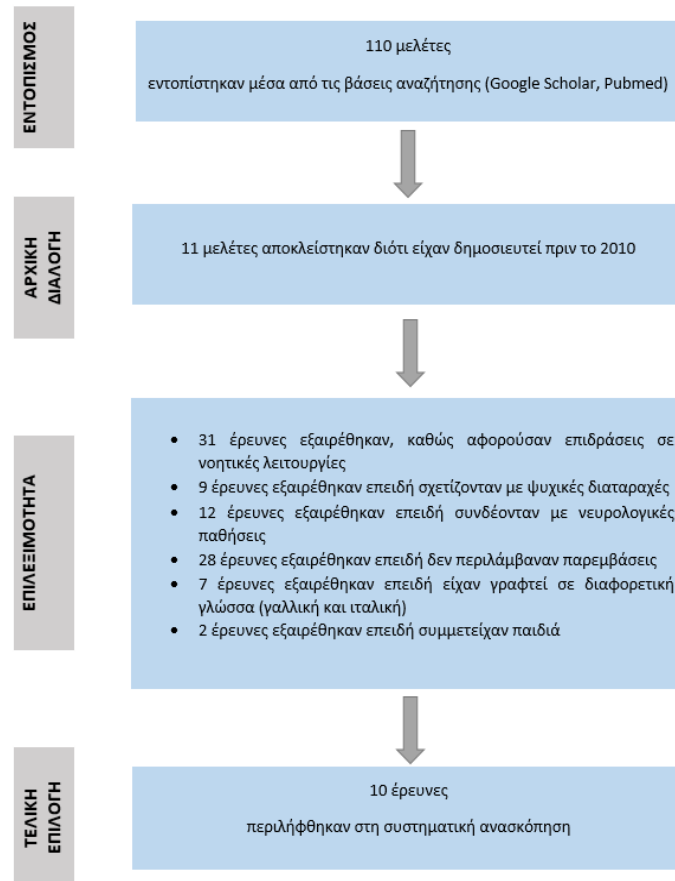 ΕΝΤΟΠΙΣΜΟΣ
110 μελέτες
εντοπίστηκαν μέσα από τις βάσεις αναζήτησης (Google Scholar, Pubmed)
ΑΡΧΙΚΗ
ΔΙΑΛΟΓΗ
11 μελέτες αποκλείστηκαν διότι είχαν δημοσιευτεί πριν το 2010
ΕΠΙΛΕΞΙΜΟΤΗΤΑ
• 31 έρευνες εξαιρέθηκαν, καθώς αφορούσαν επιδράσεις σε
νοητικές λειτουργίες
• 9 έρευνες εξαιρέθηκαν επειδή σχετίζονταν με ψυχικές διαταραχές
• 12 έρευνες εξαιρέθηκαν επειδή συνδέονταν με νευρολογικές
παθήσεις
• 28 έρευνες εξαιρέθηκαν επειδή δεν περιλάμβαναν παρεμβάσεις
• 7 έρευνες εξαιρέθηκαν επειδή είχαν γραφτεί σε διαφορετική
γλώσσα (γαλλική και ιταλική)
• 2 έρευνες εξαιρέθηκαν επειδή συμμετείχαν παιδιά
ΤΕΛΙΚΗ
ΕΠΙΛΟΓΗ
10 έρευνες
περιλήφθηκαν στη συστηματική ανασκόπηση